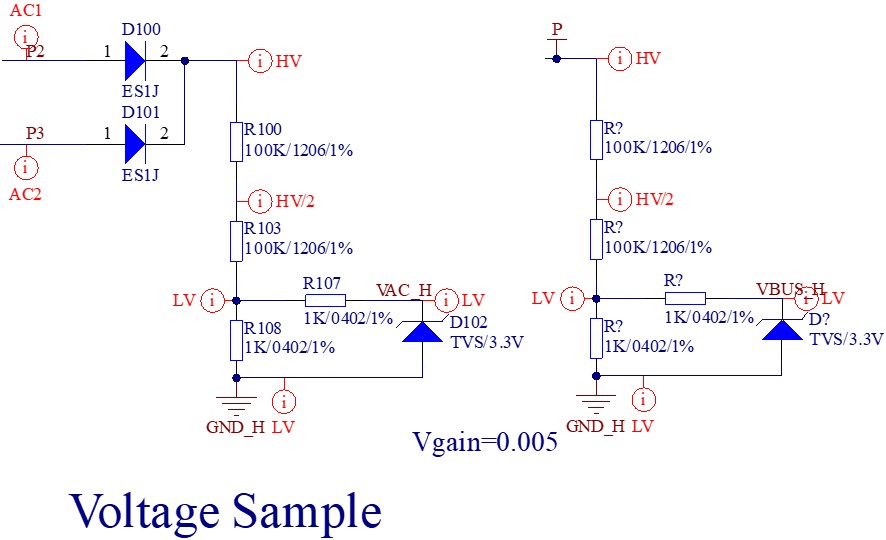 AC1
i
P2
1
D100
2
ES1J
i
HV
D101
P3
1
2
i
ES1J
AC2
R100
100K/1206/1%
i
HV/2
R103
100K/1206/1%
LV
i
R107
1K/0402/1%
VAC_H
i
LV
R108
1K/0402/1%
D102
TVS/3.3V
GND_H
i
LV
P
i
HV
R?
100K/1206/1%
i
HV/2
R?
100K/1206/1%
LV
i
R?
1K/0402/1%
VBUS_H
i
LV
R?
1K/0402/1%
D?
TVS/3.3V
GND_H
i
LV
Vgain=0.005
Voltage Sample